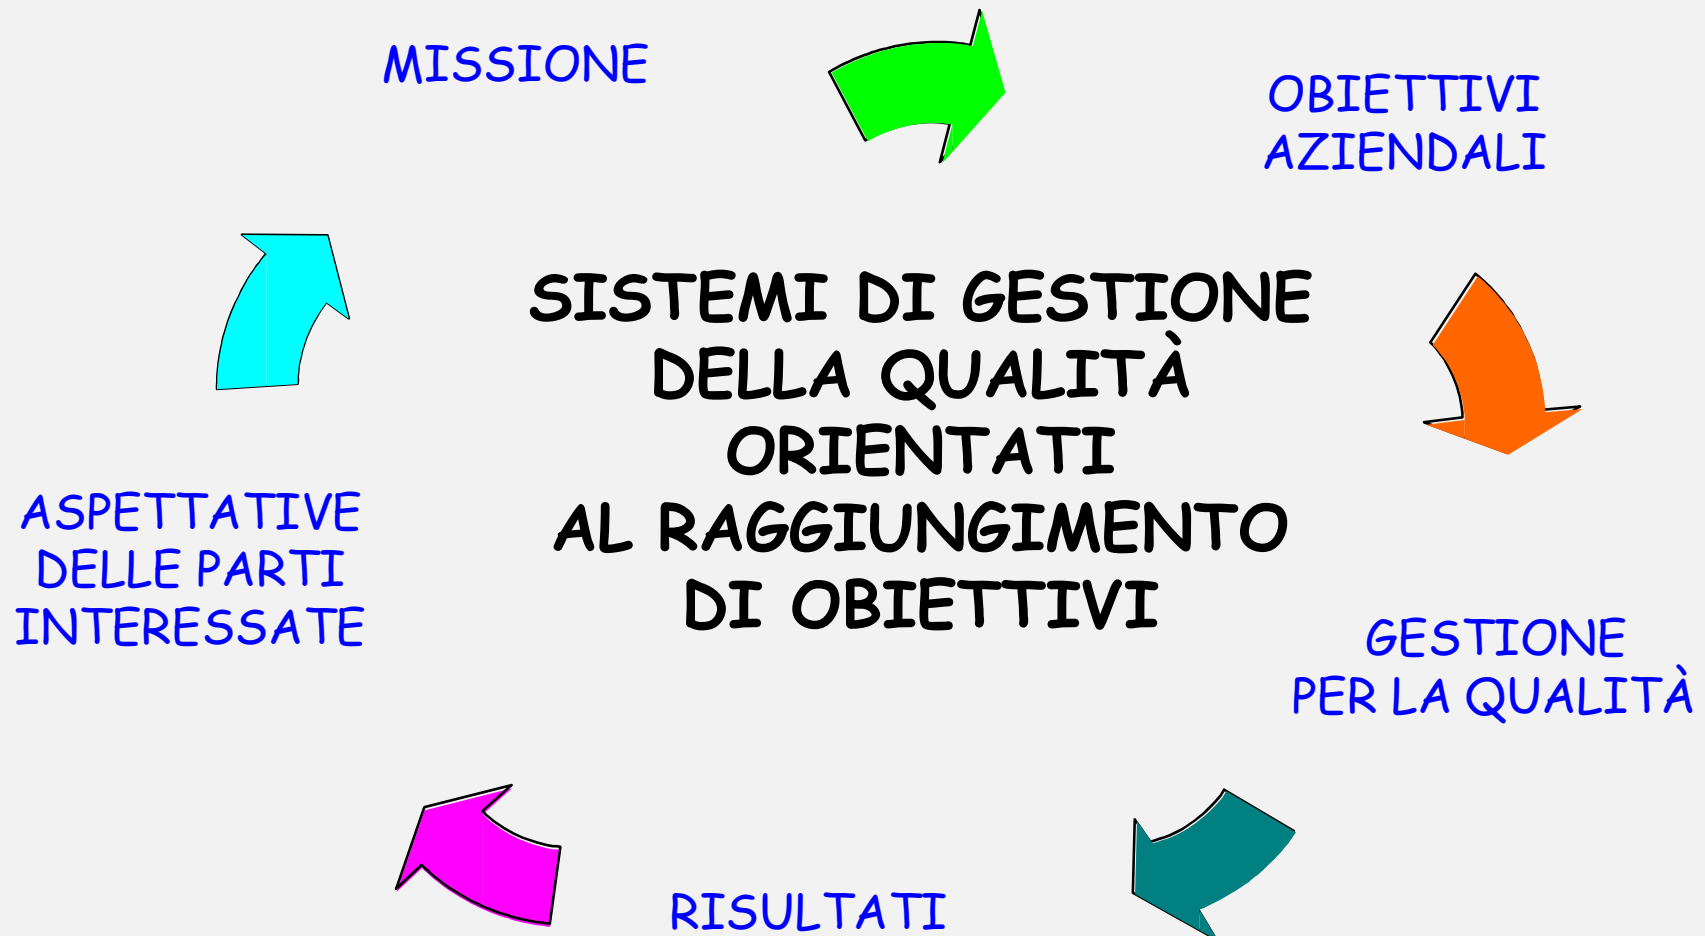 MISSIONE
OBIETTIVI
AZIENDALI
SISTEMI DI GESTIONE
DELLA QUALITÀ
ORIENTATI
AL RAGGIUNGIMENTO
DI OBIETTIVI
ASPETTATIVE
DELLE PARTI
INTERESSATE
GESTIONE
PER LA QUALITÀ
RISULTATI